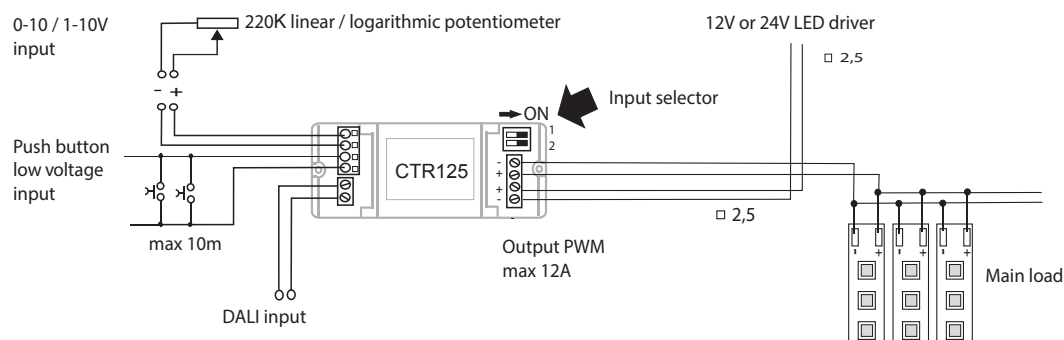 0-10 / 1-10V
input
220K linear / logarithmic potentiometer
12V or 24V LED driver
□ 2,5
- +
ON
Input selector
1
2
Push button
low voltage
input
CTR125
-
+
+
-
□ 2,5
max 10m
Output PWM
max 12A
- + - + - +
Main load
DALI input